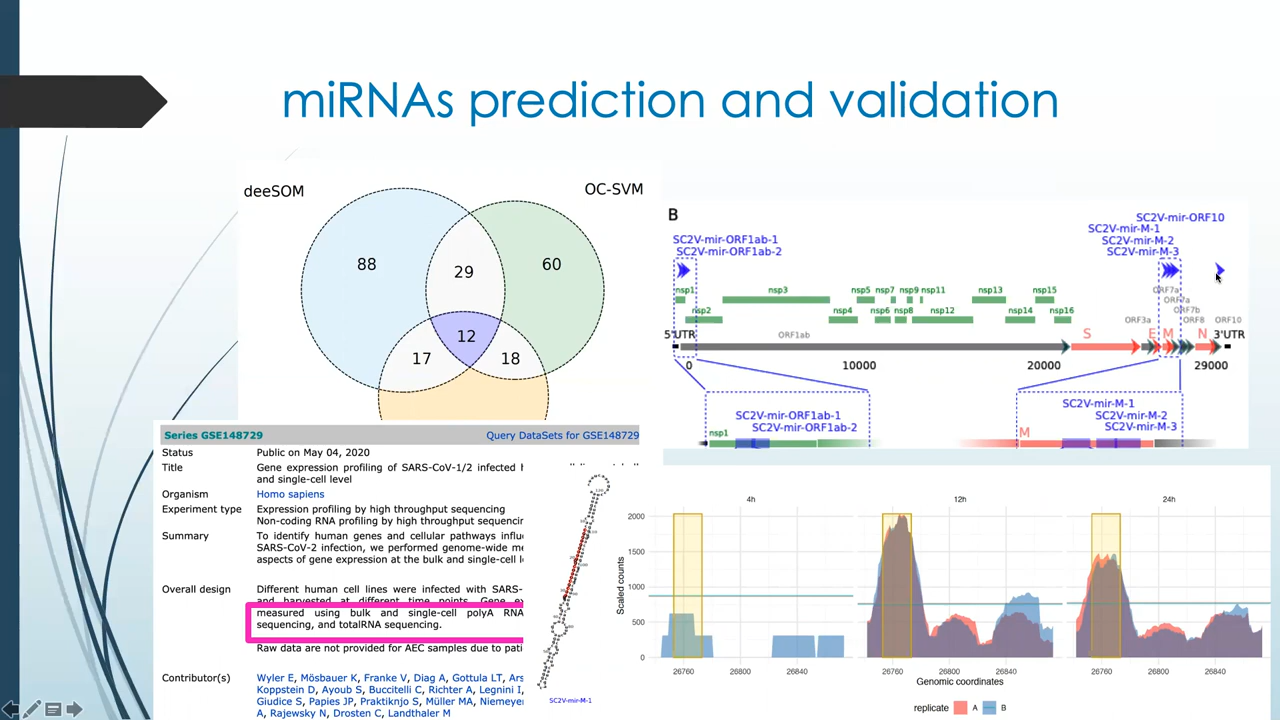 miRNAs prediction and validation
deeSOM
OC-SVM
88
29
60
12
17
18
B
SC2V-mir-ORF10
SC2V-mir-M-1
SC2V-mir-ORF1ab-1
SC2V-mir-M-2
SC2V-mir-ORF1ab-2
SC2V-mir-M-3
nsp1
nsp3
nsp5
nsp7
nsp9
nsp11
nsp13
nsp15
ORF7a
nsp2
nsp4
nsp6
nsp8
nsp12
nsp14
nsp16
ORF3a
ORF7b
ORF8
ORF10
5'UTR
ORF1ab
S
E
M
N
3'UTR
0
10000
20000
29000
SC2V-mir-ORF1ab-1
SC2V-mir-ORF1ab-2
nsp1
SC2V-mir-M-1
SC2V-mir-M-2
SC2V-mir-M-3
M
Series GSE148729
Query DataSets for GSE148729
Status Public on May 04, 2020
Title Gene expression profiling of SARS-CoV-1/2 infected
and single-cell level
Organism Homo sapiens
Experiment type Expression profiling by high throughput sequencing
Non-coding RNA profiling by high throughput
Summary To identify human genes and cellular pathways
SARS-CoV-2 infection, we performed genome-wide
aspects of gene expression at the bulk and single-cell
Overall design Different human cell lines were infected with SARS-
and harvested at different time points. Gene
measured using bulk and single-cell polyA RNA
sequencing, and totalRNA sequencing.
Raw data are not provided for AEC samples due to
Contributor(s) Wyler E, Mösbauer K, Franke V, Diag A, Gottula LT,
Koppstein D, Ayoub S, Buccitelli C, Richter A, Legnini I,
Giudice S, Papies JP, Praktiknjo S, Müller MA,
A, Rajewsky N, Drosten C, Landthaler M
SC2V-mir-M-1
4h
12h
24h
Scaled counts
2000
1500
1000
500
0
26760
26800
26840
26760
26800
26840
26760
26800
26840
Genomic coordinates
replicate A B